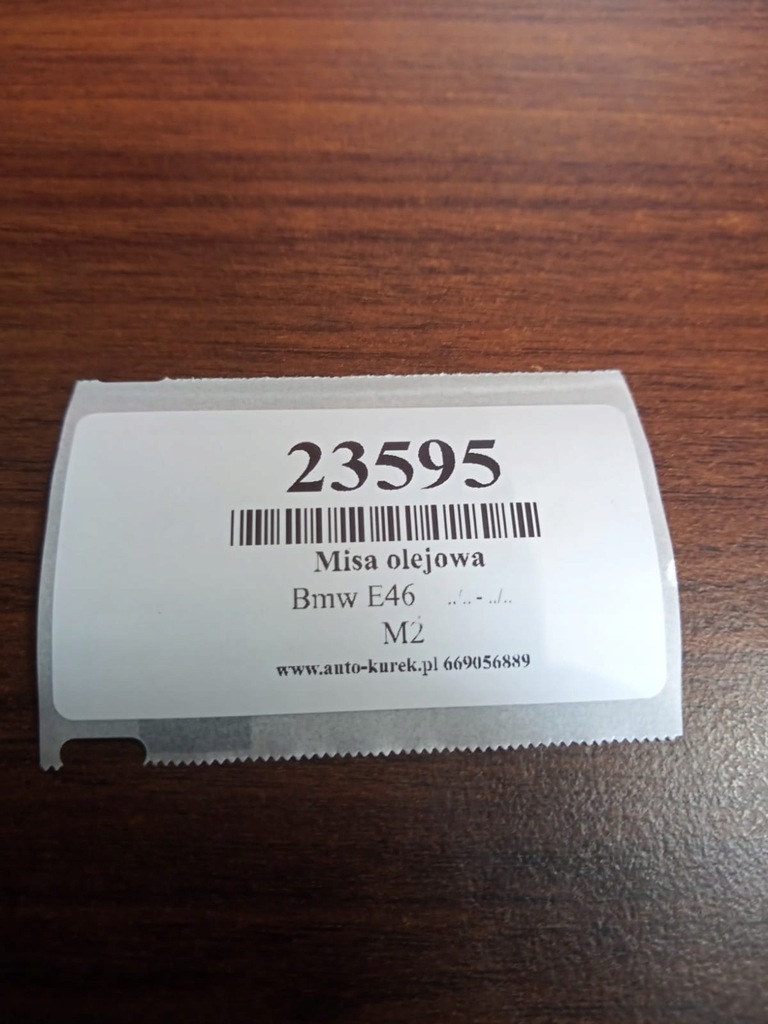 23595
Misa olejowa
Bmw E46 ../.. - ../..
M2
www.auto-kurek.pl 669056889